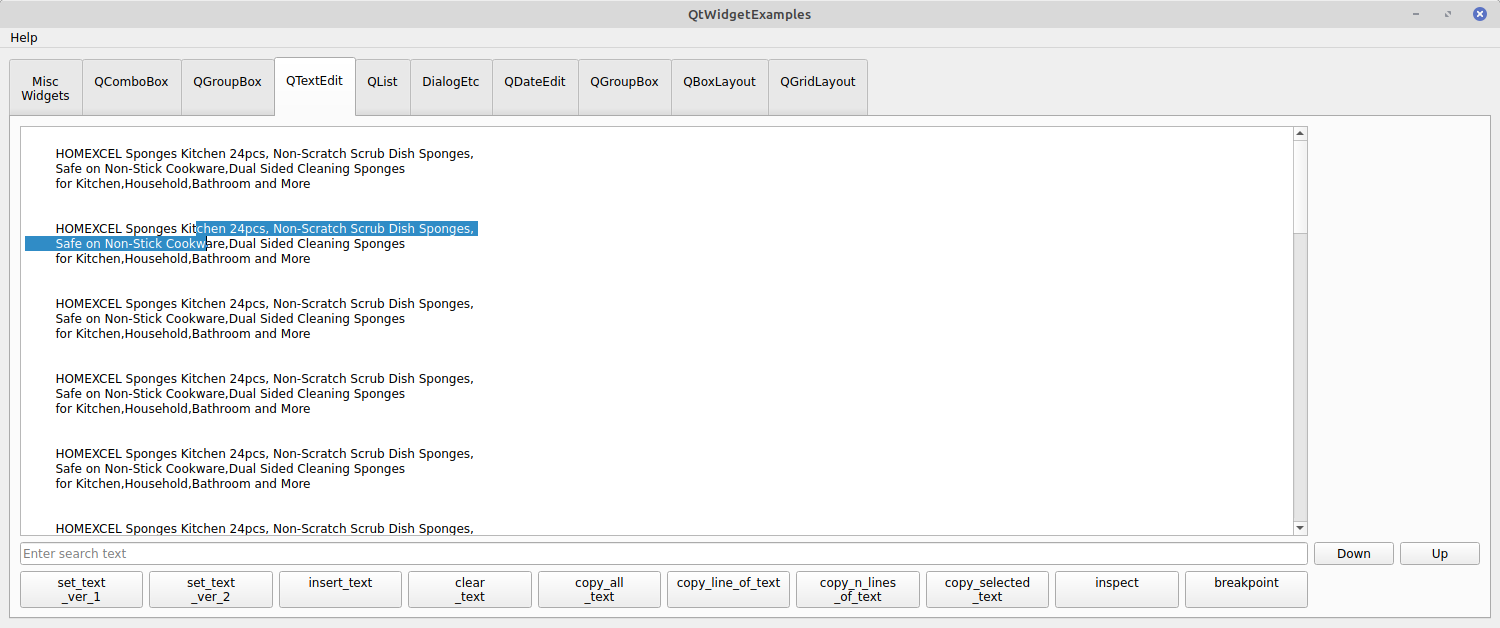 QtWidgetExamples
Help
Misc
Widgets
QComboBox
QGroupBox
QTextEdit
QList
DialogEtc
QDateEdit
QGroupBox
QBoxLayout
QGridLayout
HOMEXCEL Sponges Kitchen 24pcs, Non-Scratch Scrub Dish Sponges,
Safe on Non-Stick Cookware,Dual Sided Cleaning Sponges
for Kitchen,Household,Bathroom and More
HOMEXCEL Sponges Kitchen 24pcs, Non-Scratch Scrub Dish Sponges,
Safe on Non-Stick Cookware,Dual Sided Cleaning Sponges
for Kitchen,Household,Bathroom and More
HOMEXCEL Sponges Kitchen 24pcs, Non-Scratch Scrub Dish Sponges,
Safe on Non-Stick Cookware,Dual Sided Cleaning Sponges
for Kitchen,Household,Bathroom and More
HOMEXCEL Sponges Kitchen 24pcs, Non-Scratch Scrub Dish Sponges,
Safe on Non-Stick Cookware,Dual Sided Cleaning Sponges
for Kitchen,Household,Bathroom and More
HOMEXCEL Sponges Kitchen 24pcs, Non-Scratch Scrub Dish Sponges,
Safe on Non-Stick Cookware,Dual Sided Cleaning Sponges
for Kitchen,Household,Bathroom and More
HOMEXCEL Sponges Kitchen 24pcs, Non-Scratch Scrub Dish Sponges,
Enter search text
Down
Up
set_text
_ver_1
set_text
_ver_2
insert_text
clear
_text
copy_all
_text
copy_line_of_text
copy_n_lines
_of_text
copy_selected
_text
inspect
breakpoint